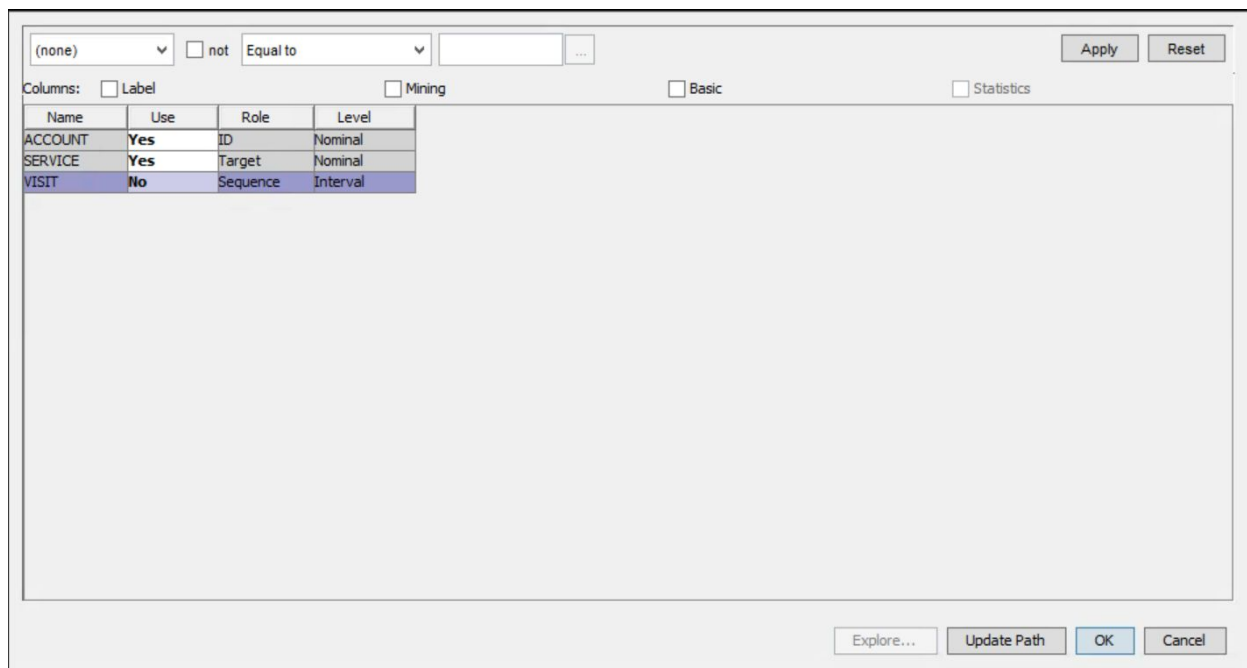 (none) not Equal to ... Apply Reset
Columns: Label Mining Basic Statistics
Name Use Role Level
ACCOUNT Yes ID Nominal
SERVICE Yes Target Nominal
VISIT No Sequence Interval
Explore... Update Path OK Cancel